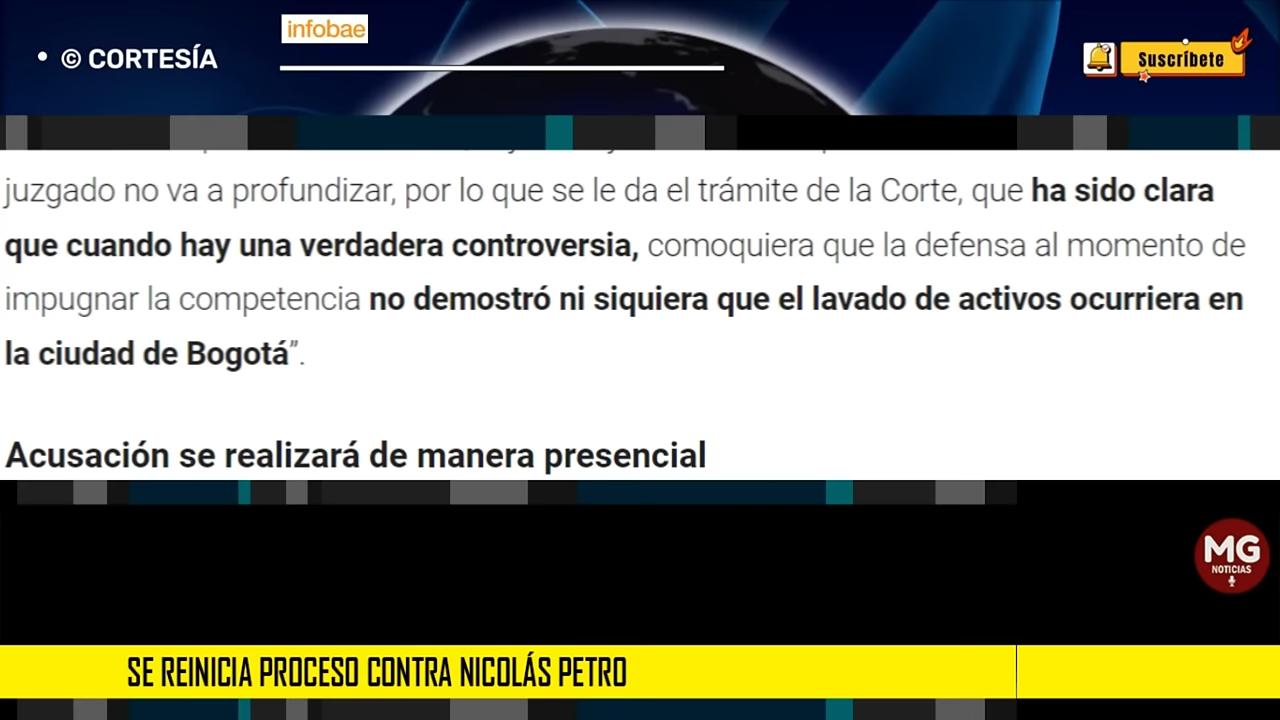 infobae
• © CORTESÍA
Suscríbete
juzgado no va a profundizar, por lo que se le da el trámite de la Corte, que ha sido clara
que cuando hay una verdadera controversia, comoquiera que la defensa al momento de
impugnar la competencia no demostró ni siquiera que el lavado de activos ocurriera en
la ciudad de Bogotá”.
Acusación se realizará de manera presencial
MG
NOTICIAS
SE REINICIA PROCESO CONTRA NICOLÁS PETRO